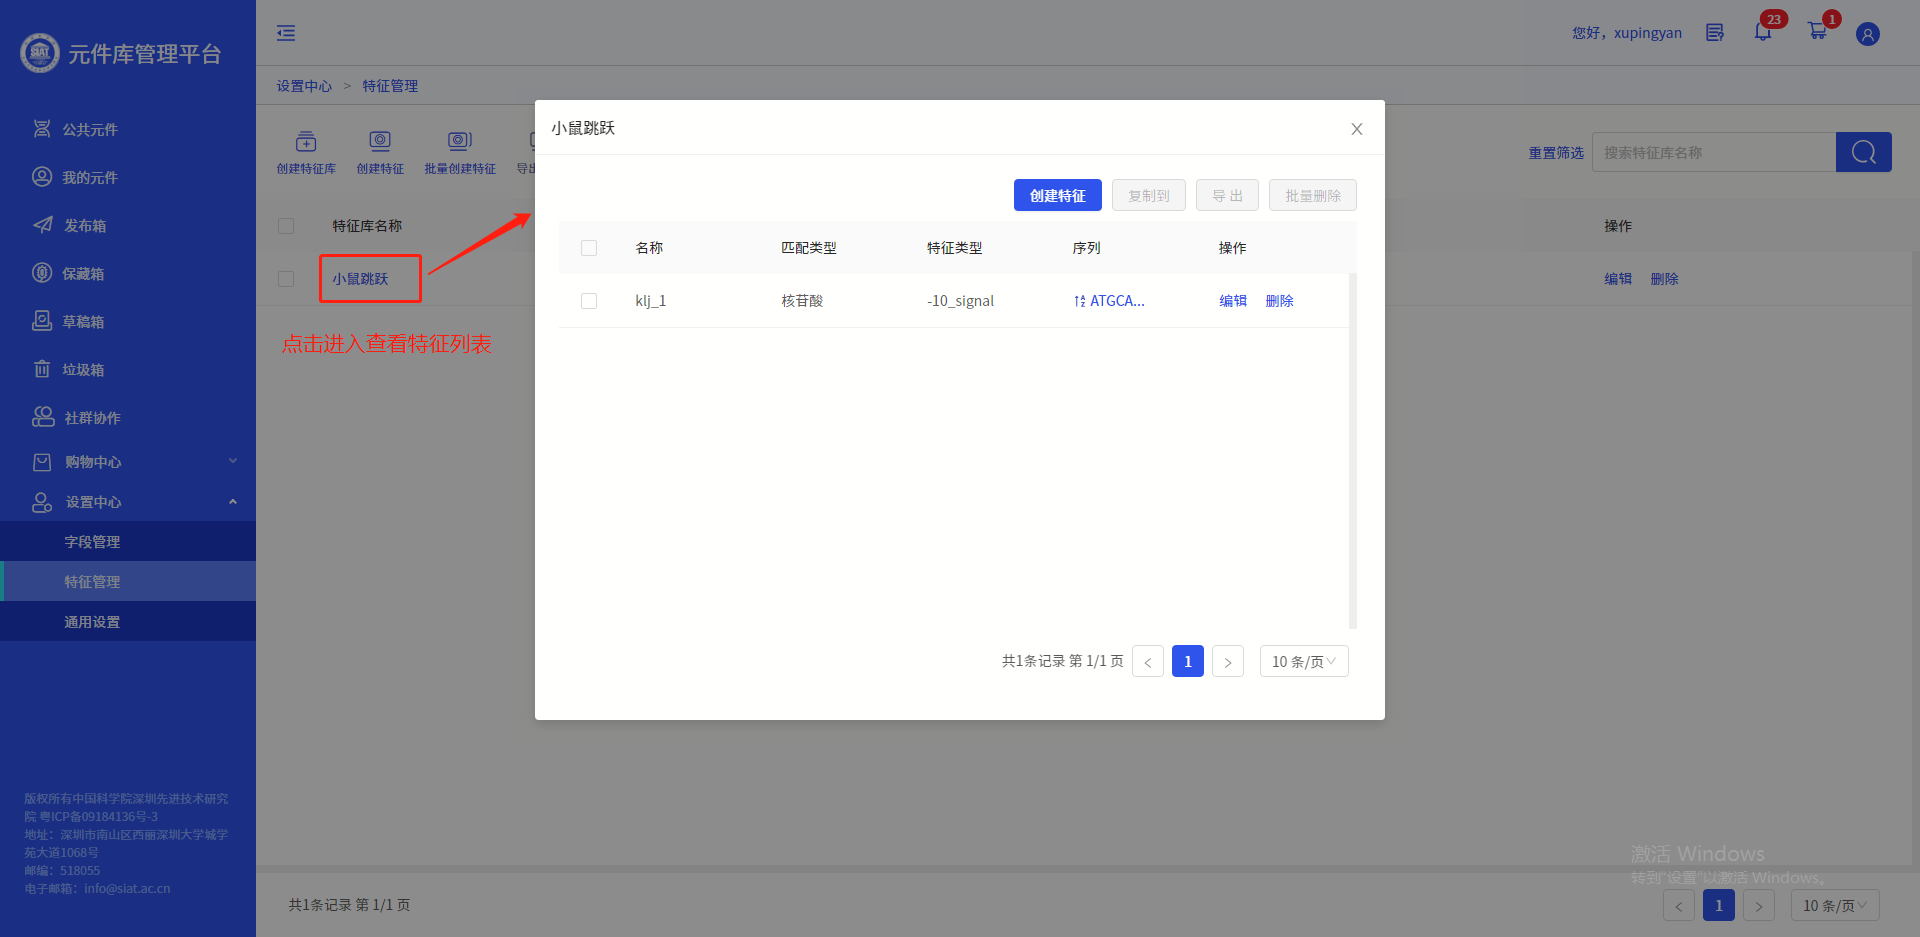 元件库管理平台
公共元件
我的元件
发布箱
保藏箱
草稿箱
垃圾箱
社群协作
购物中心
设置中心
字段管理
特征管理
通用设置
版权所有中国科学院深圳先进技术研究
院 粤ICP备09184136号-3
地址：深圳市南山区西丽深圳大学城学
苑大道1068号
邮编：518055
电子邮箱：info@siat.ac.cn
您好，xupingyan
23
1
设置中心 > 特征管理
创建特征库
创建特征
批量创建特征
导出
重置筛选
搜索特征库名称
特征库名称
操作
小鼠跳跃
编辑 删除
点击进入查看特征列表
小鼠跳跃
创建特征
复制到
导 出
批量删除
名称 匹配类型 特征类型 序列 操作
klj_1 核苷酸 -10_signal ATGCA... 编辑 删除
共1条记录 第 1/1 页 < 1 > 10 条/页
激活 Windows
转到"设置"以激活 Windows。
共1条记录 第 1/1 页
< 1 > 10 条/页